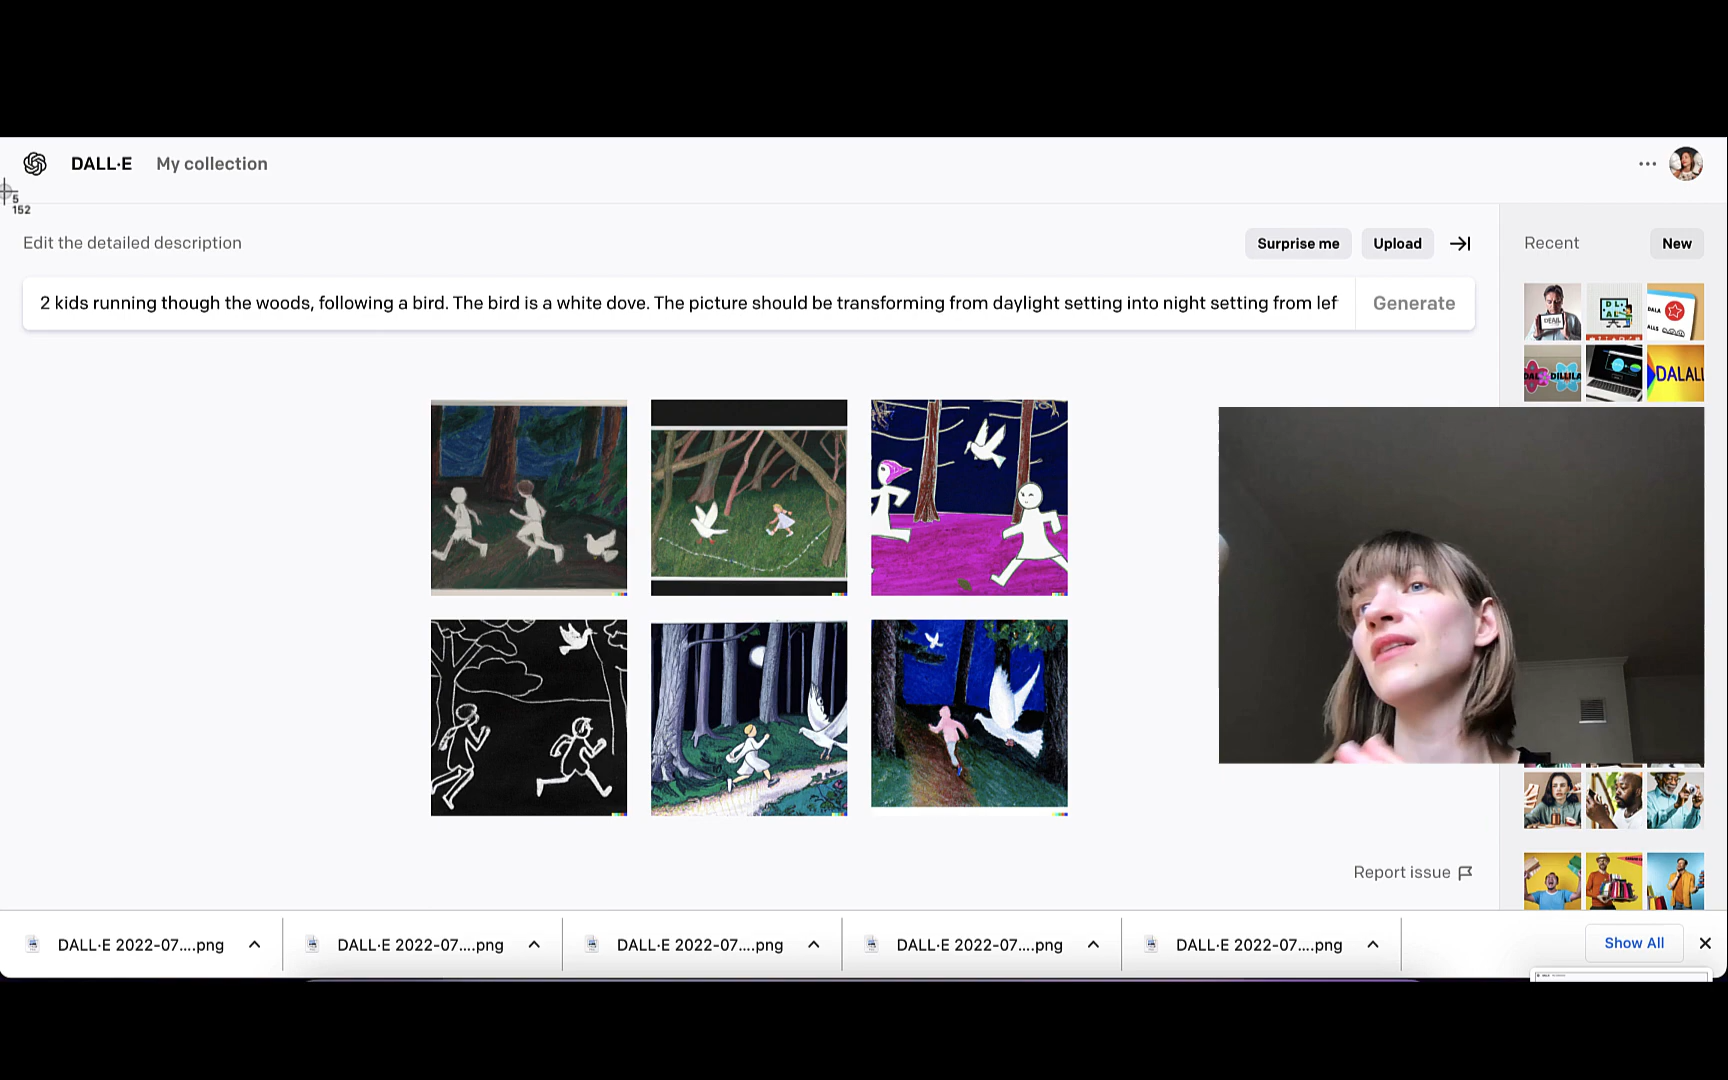 DALL·E My collection
5
152
Edit the detailed description
Surprise me
Upload
Recent
New
2 kids running though the woods, following a bird. The bird is a white dove. The picture should be transforming from daylight setting into night setting from lef
Generate
DALALL
Report issue
DALL·E 2022-07....png
DALL·E 2022-07....png
DALL·E 2022-07....png
DALL·E 2022-07....png
DALL·E 2022-07....png
Show All